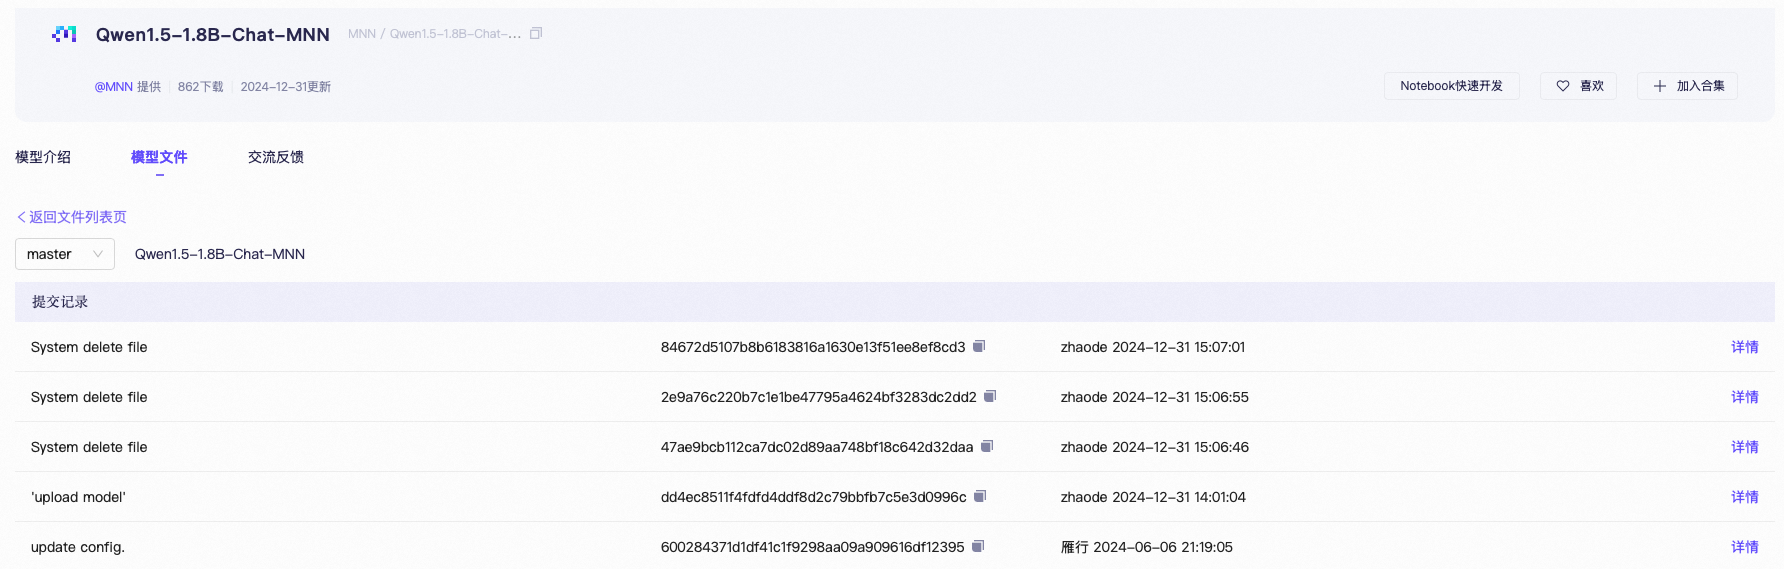 Qwen1.5-1.8B-Chat-MNN MNN / Qwen1.5-1.8B-Chat-...
@MNN 提供 862下载 2024-12-31更新 Notebook快速开发 喜欢 加入合集
模型介绍 模型文件 交流反馈
返回文件列表页
master Qwen1.5-1.8B-Chat-MNN
提交记录
System delete file 84672d5107b8b6183816a1630e13f51ee8ef8cd3 zhaode 2024-12-31 15:07:01 详情
System delete file 2e9a76c220b7c1e1be47795a4624bf3283dc2dd2 zhaode 2024-12-31 15:06:55 详情
System delete file 47ae9bcb112ca7dc02d89aa748bf18c642d32daa zhaode 2024-12-31 15:06:46 详情
'upload model' dd4ec8511f4fdfd4ddf8d2c79bbfb7c5e3d0996c zhaode 2024-12-31 14:01:04 详情
update config. 600284371d1df41c1f9298aa09a909616df12395 雁行 2024-06-06 21:19:05 详情